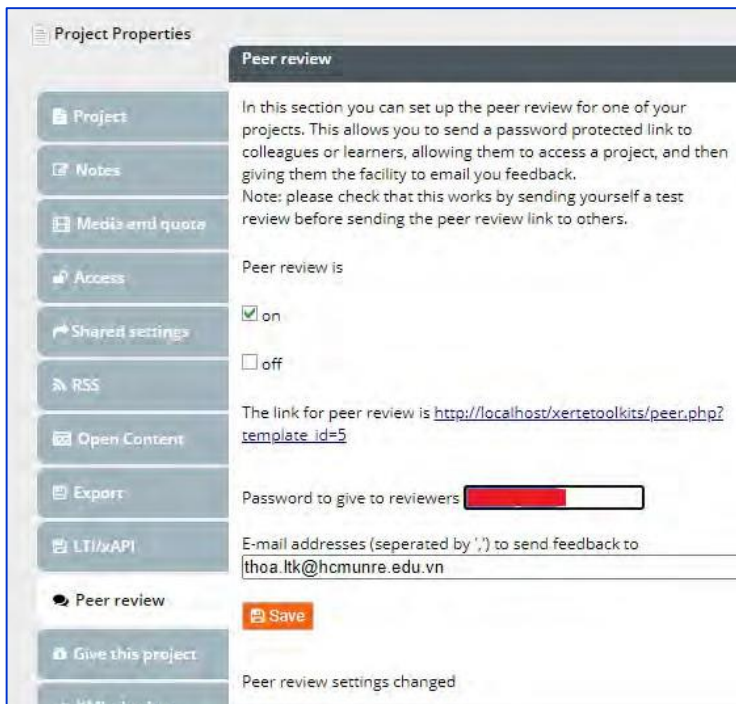 Project Properties
Peer review
Project
Notes
Media and quota
Access
Shared settings
RSS
Open Content
Export
LTI/xAPI
Peer review
Give this project
In this section you can set up the peer review for one of your
projects. This allows you to send a password protected link to
colleagues or learners, allowing them to access a project, and then
giving them the facility to email you feedback.
Note: please check that this works by sending yourself a test
review before sending the peer review link to others.
Peer review is
on
off
The link for peer review is http://localhost/xertetoolkits/peer.php?
template_id=5
Password to give to reviewers
E-mail addresses (seperated by ',') to send feedback to
thoa.ltk@hcmunre.edu.vn
Save
Peer review settings changed